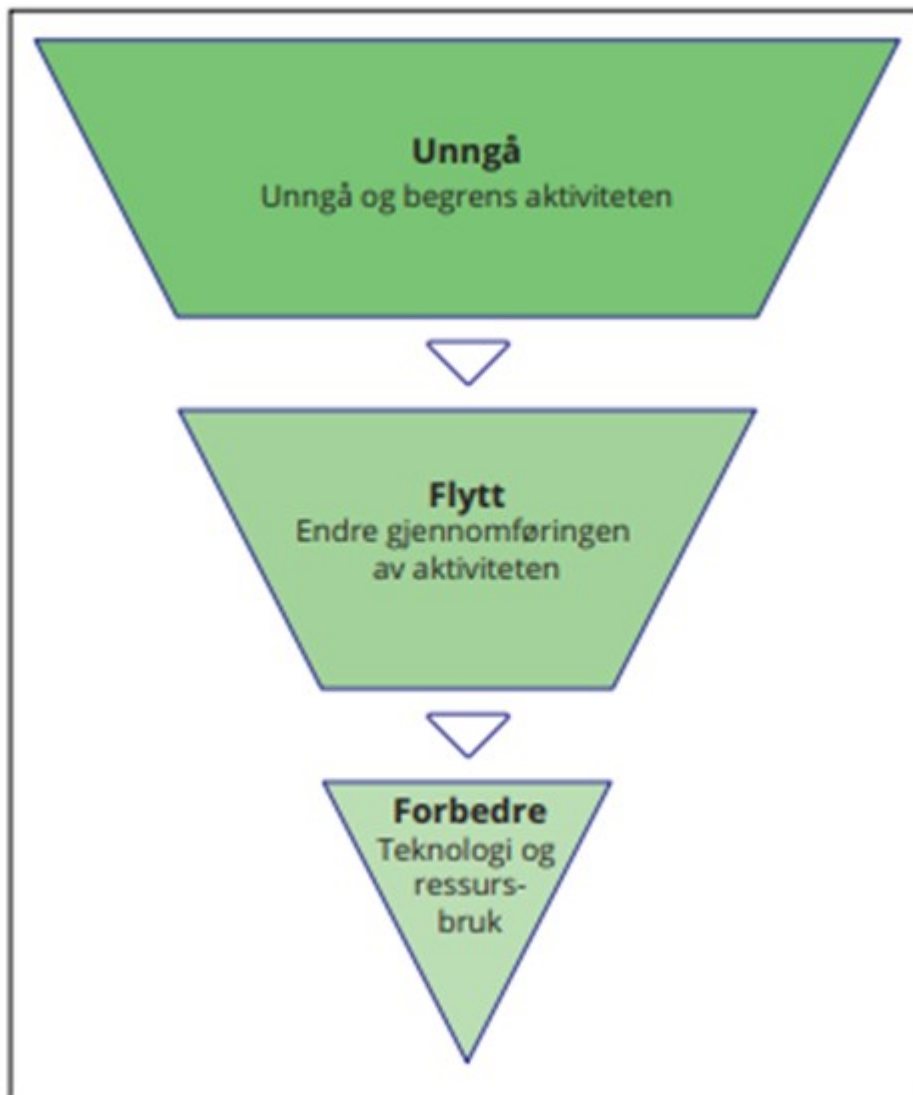 Unngå
Unngå og begrens aktiviteten
Flytt
Endre gjennomføringen
av aktiviteten
Forbedre
Teknologi og
ressurs-
bruk